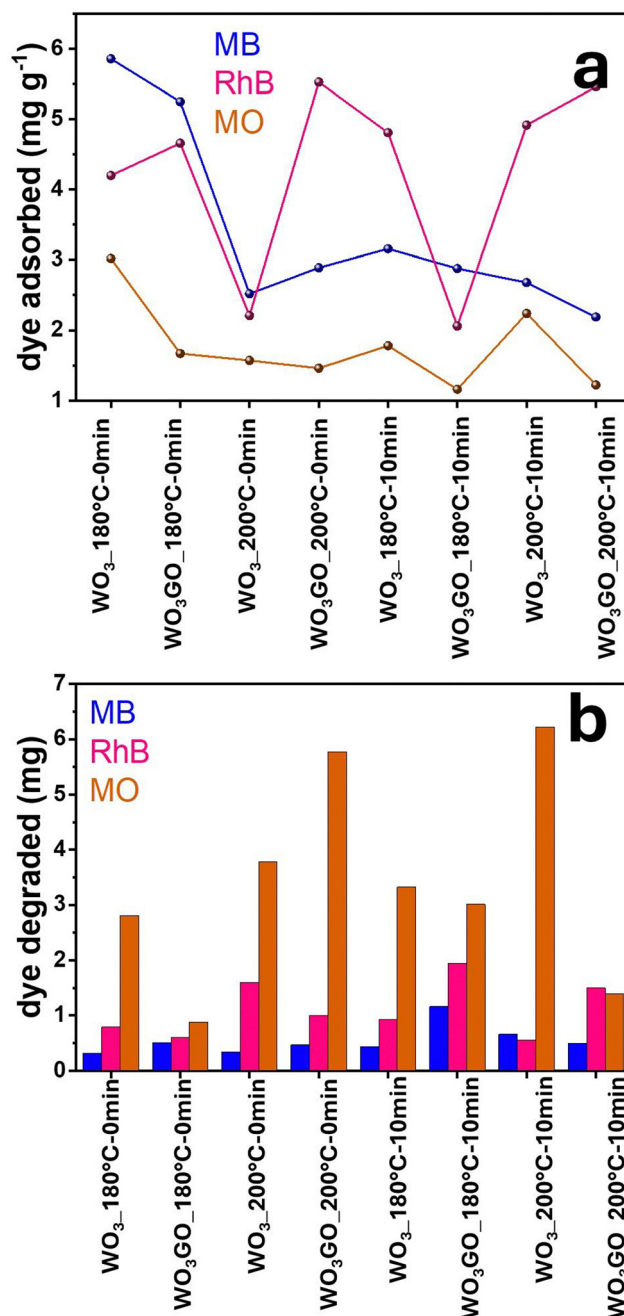 a
MB
RhB
MO
dye adsorbed (mg g⁻¹)
6
5
4
3
2
1
WO₃_180°C-0min
WO₃GO_180°C-0min
WO₃_200°C-0min
WO₃GO_200°C-0min
WO₃_180°C-10min
WO₃GO_180°C-10min
WO₃_200°C-10min
WO₃GO_200°C-10min
b
MB
RhB
MO
dye degraded (mg)
7
6
5
4
3
2
1
0
WO₃_180°C-0min
WO₃GO_180°C-0min
WO₃_200°C-0min
WO₃GO_200°C-0min
WO₃_180°C-10min
WO₃GO_180°C-10min
WO₃_200°C-10min
WO₃GO_200°C-10min